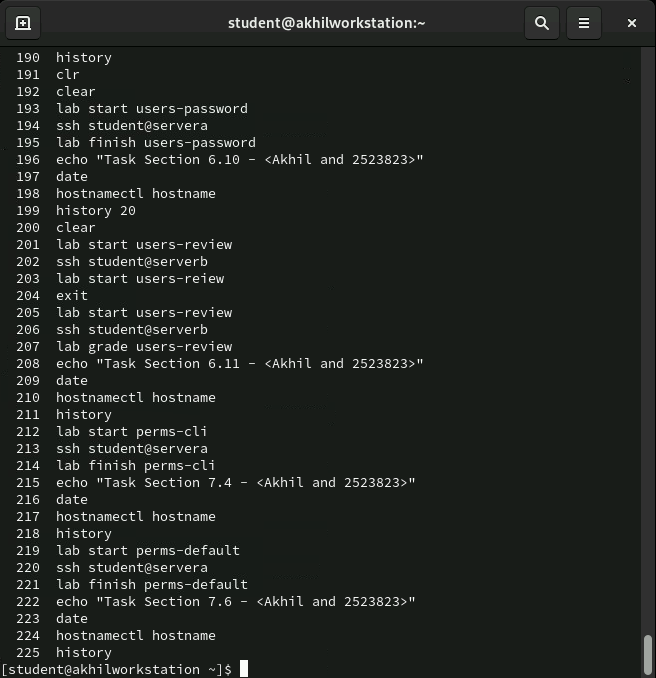 student@akhilworkstation:~
190 history
191 clr
192 clear
193 lab start users-password
194 ssh student@servera
195 lab finish users-password
196 echo "Task Section 6.10 - <Akhil and 2523823>"
197 date
198 hostnamectl hostname
199 history 20
200 clear
201 lab start users-review
202 ssh student@serverb
203 lab start users-reiew
204 exit
205 lab start users-review
206 ssh student@serverb
207 lab grade users-review
208 echo "Task Section 6.11 - <Akhil and 2523823>"
209 date
210 hostnamectl hostname
211 history
212 lab start perms-cli
213 ssh student@servera
214 lab finish perms-cli
215 echo "Task Section 7.4 - <Akhil and 2523823>"
216 date
217 hostnamectl hostname
218 history
219 lab start perms-default
220 ssh student@servera
221 lab finish perms-default
222 echo "Task Section 7.6 - <Akhil and 2523823>"
223 date
224 hostnamectl hostname
225 history
[student@akhilworkstation ~]$